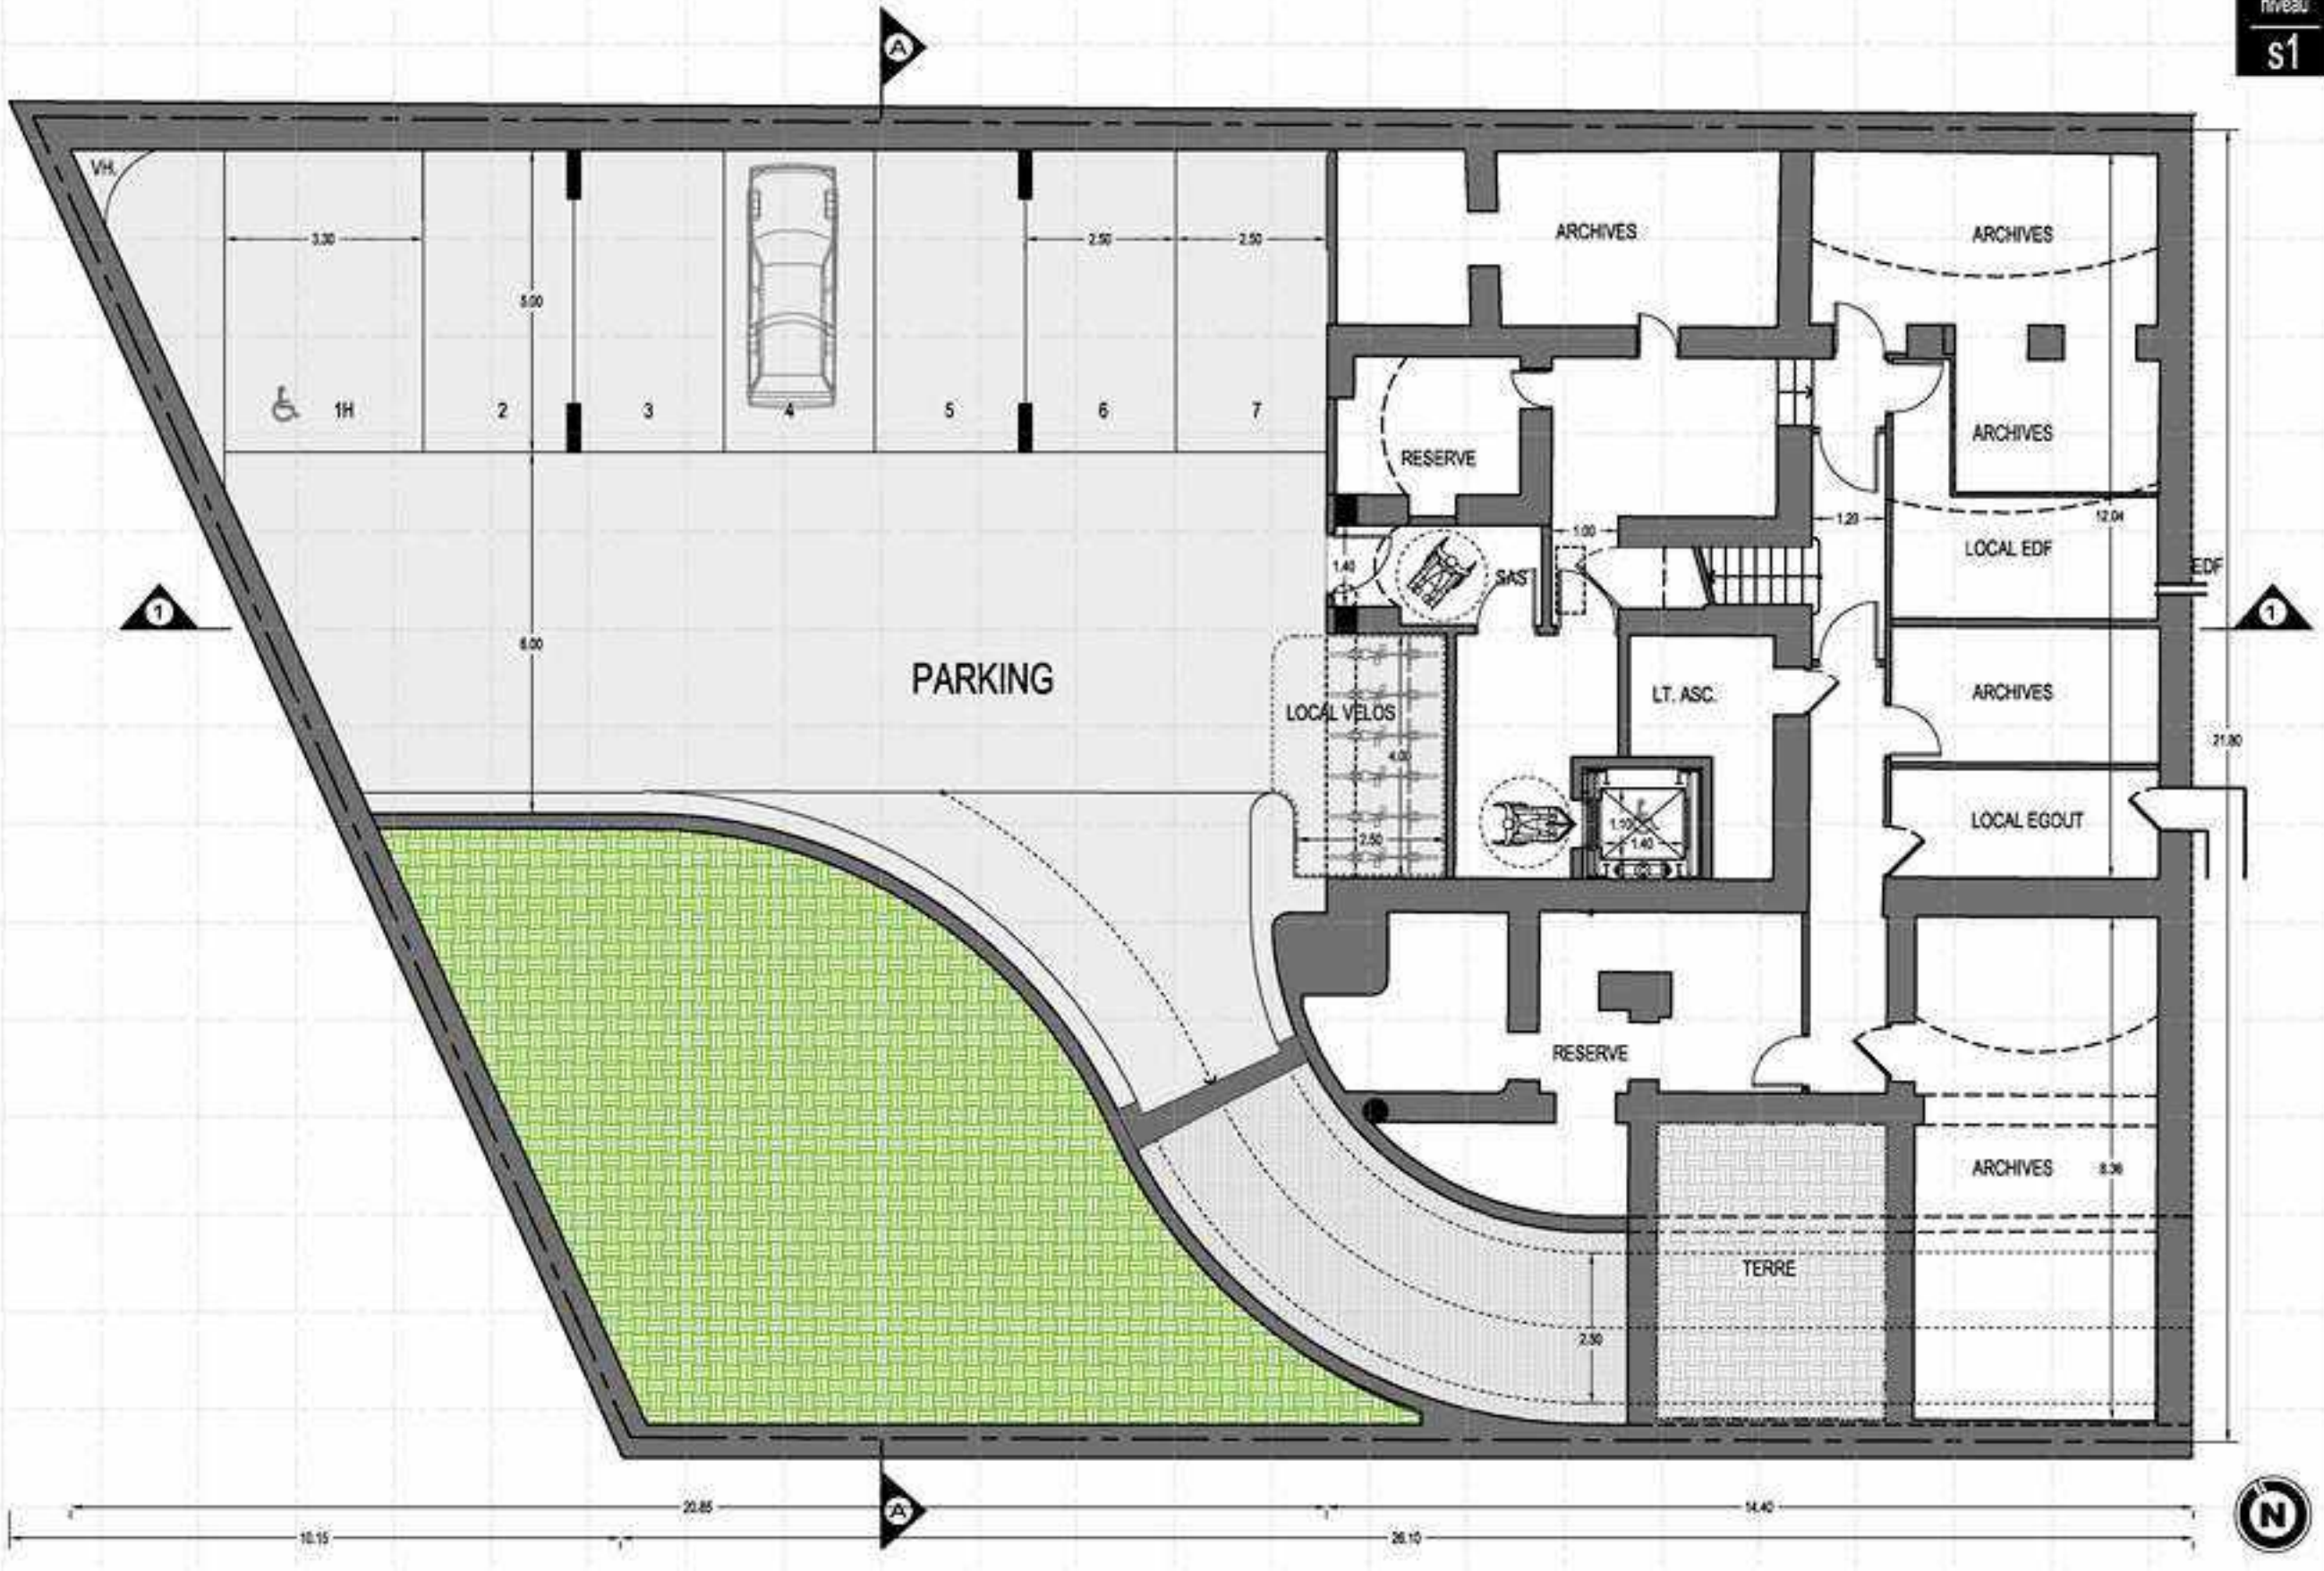 niveau
s1
A
VH.
3.30
2.50
2.50
5.00
1H
2
3
4
5
6
7
ARCHIVES
ARCHIVES
ARCHIVES
RESERVE
1.00
1.20
12.04
LOCAL EDF
EDF
1.40
SAS
1
1
6.00
PARKING
LOCAL VELOS
4.00
2.50
LT. ASC.
ARCHIVES
21.80
1.10
1.40
LOCAL EGOUT
RESERVE
ARCHIVES
8.36
TERRE
2.50
20.85
A
14.40
10.15
26.10
N